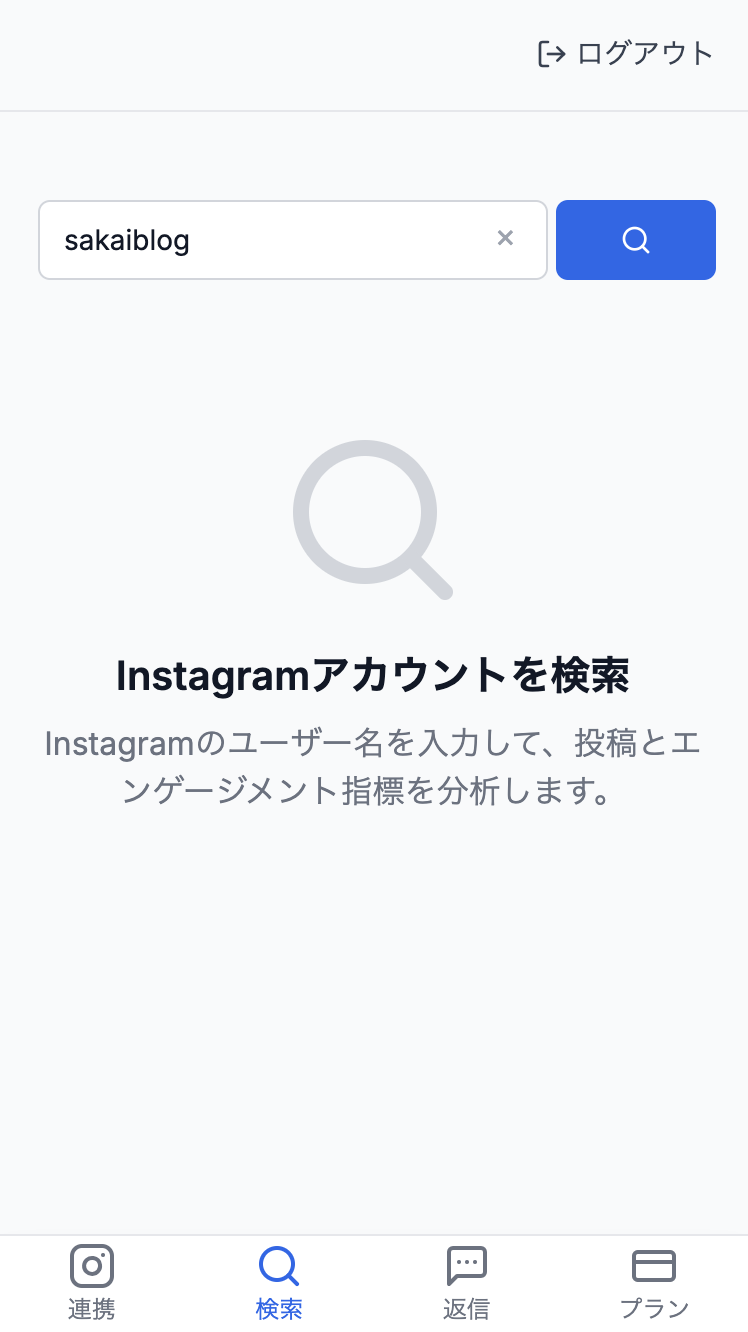 ログアウト
sakaiblog
Instagramアカウントを検索
Instagramのユーザー名を入力して、投稿とエ
ンゲージメント指標を分析します。
連携
検索
返信
プラン